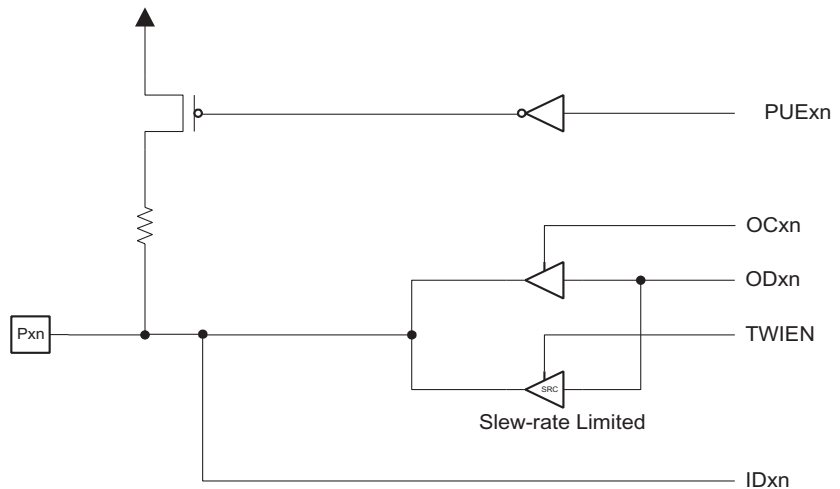 PUExn
OCxn
ODxn
Pxn
TWIEN
SRC
Slew-rate Limited
IDxn